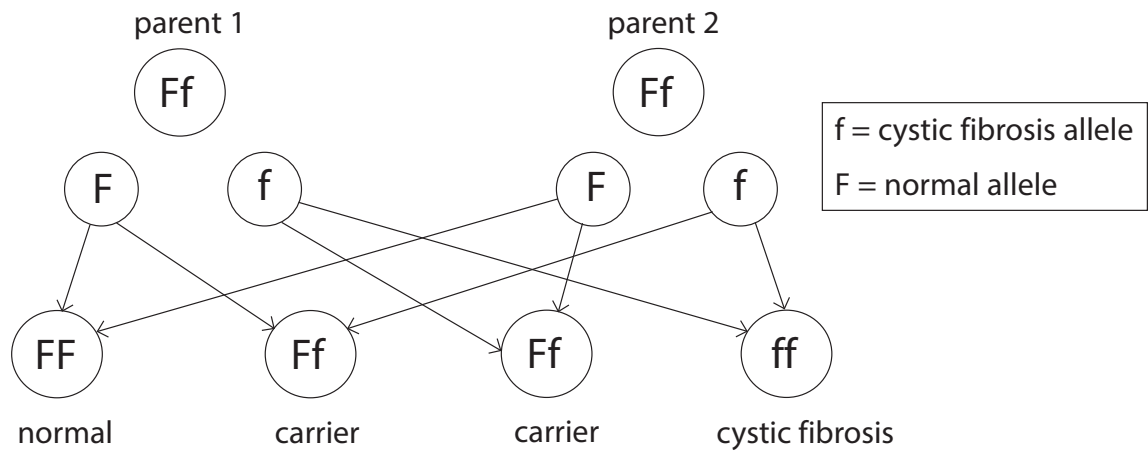 parent 1
parent 2
Ff
Ff
f = cystic fibrosis allele
F = normal allele
F
f
F
f
FF
Ff
Ff
ff
normal
carrier
carrier
cystic fibrosis